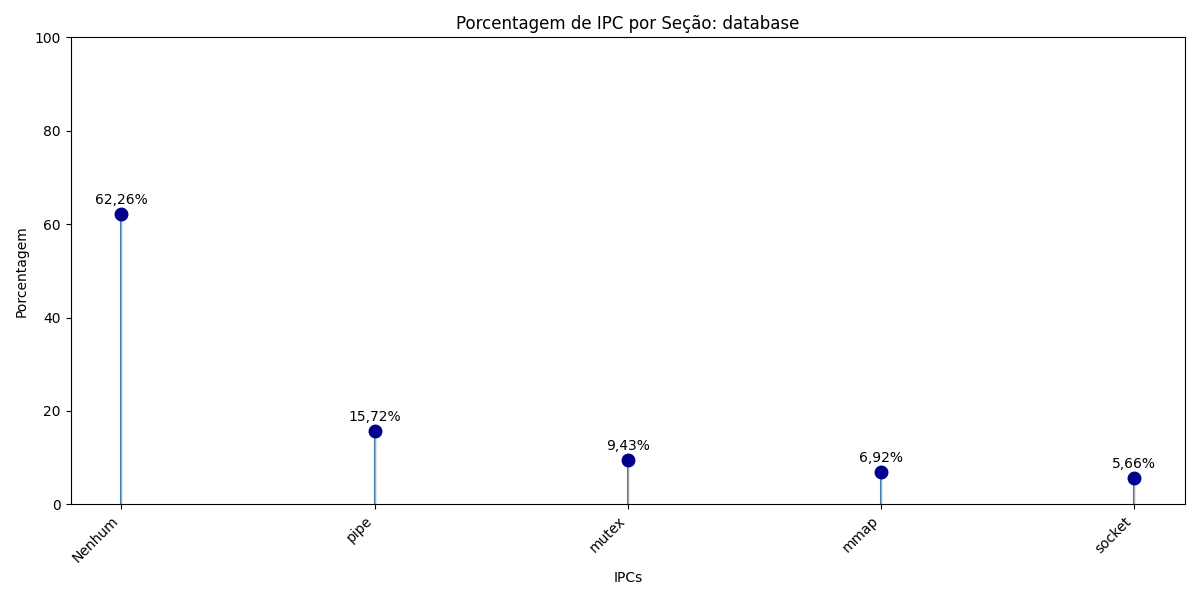 Porcentagem de IPC por Seção: database
100
80
60
40
20
0
Porcentagem
62,26%
15,72%
9,43%
6,92%
5,66%
Nenhum
pipe
mutex
mmap
socket
IPCs